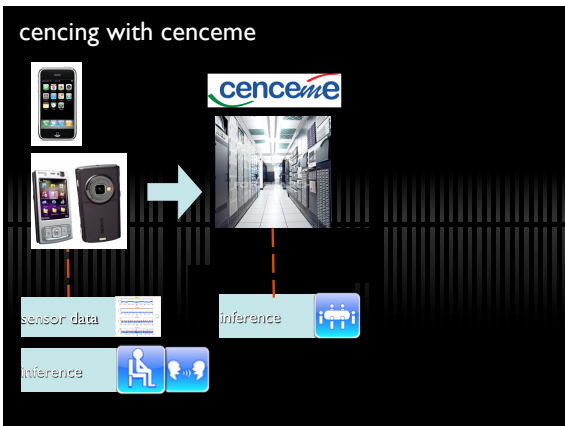 cencing with cenceme
cenceme
sensor data
inference
inference